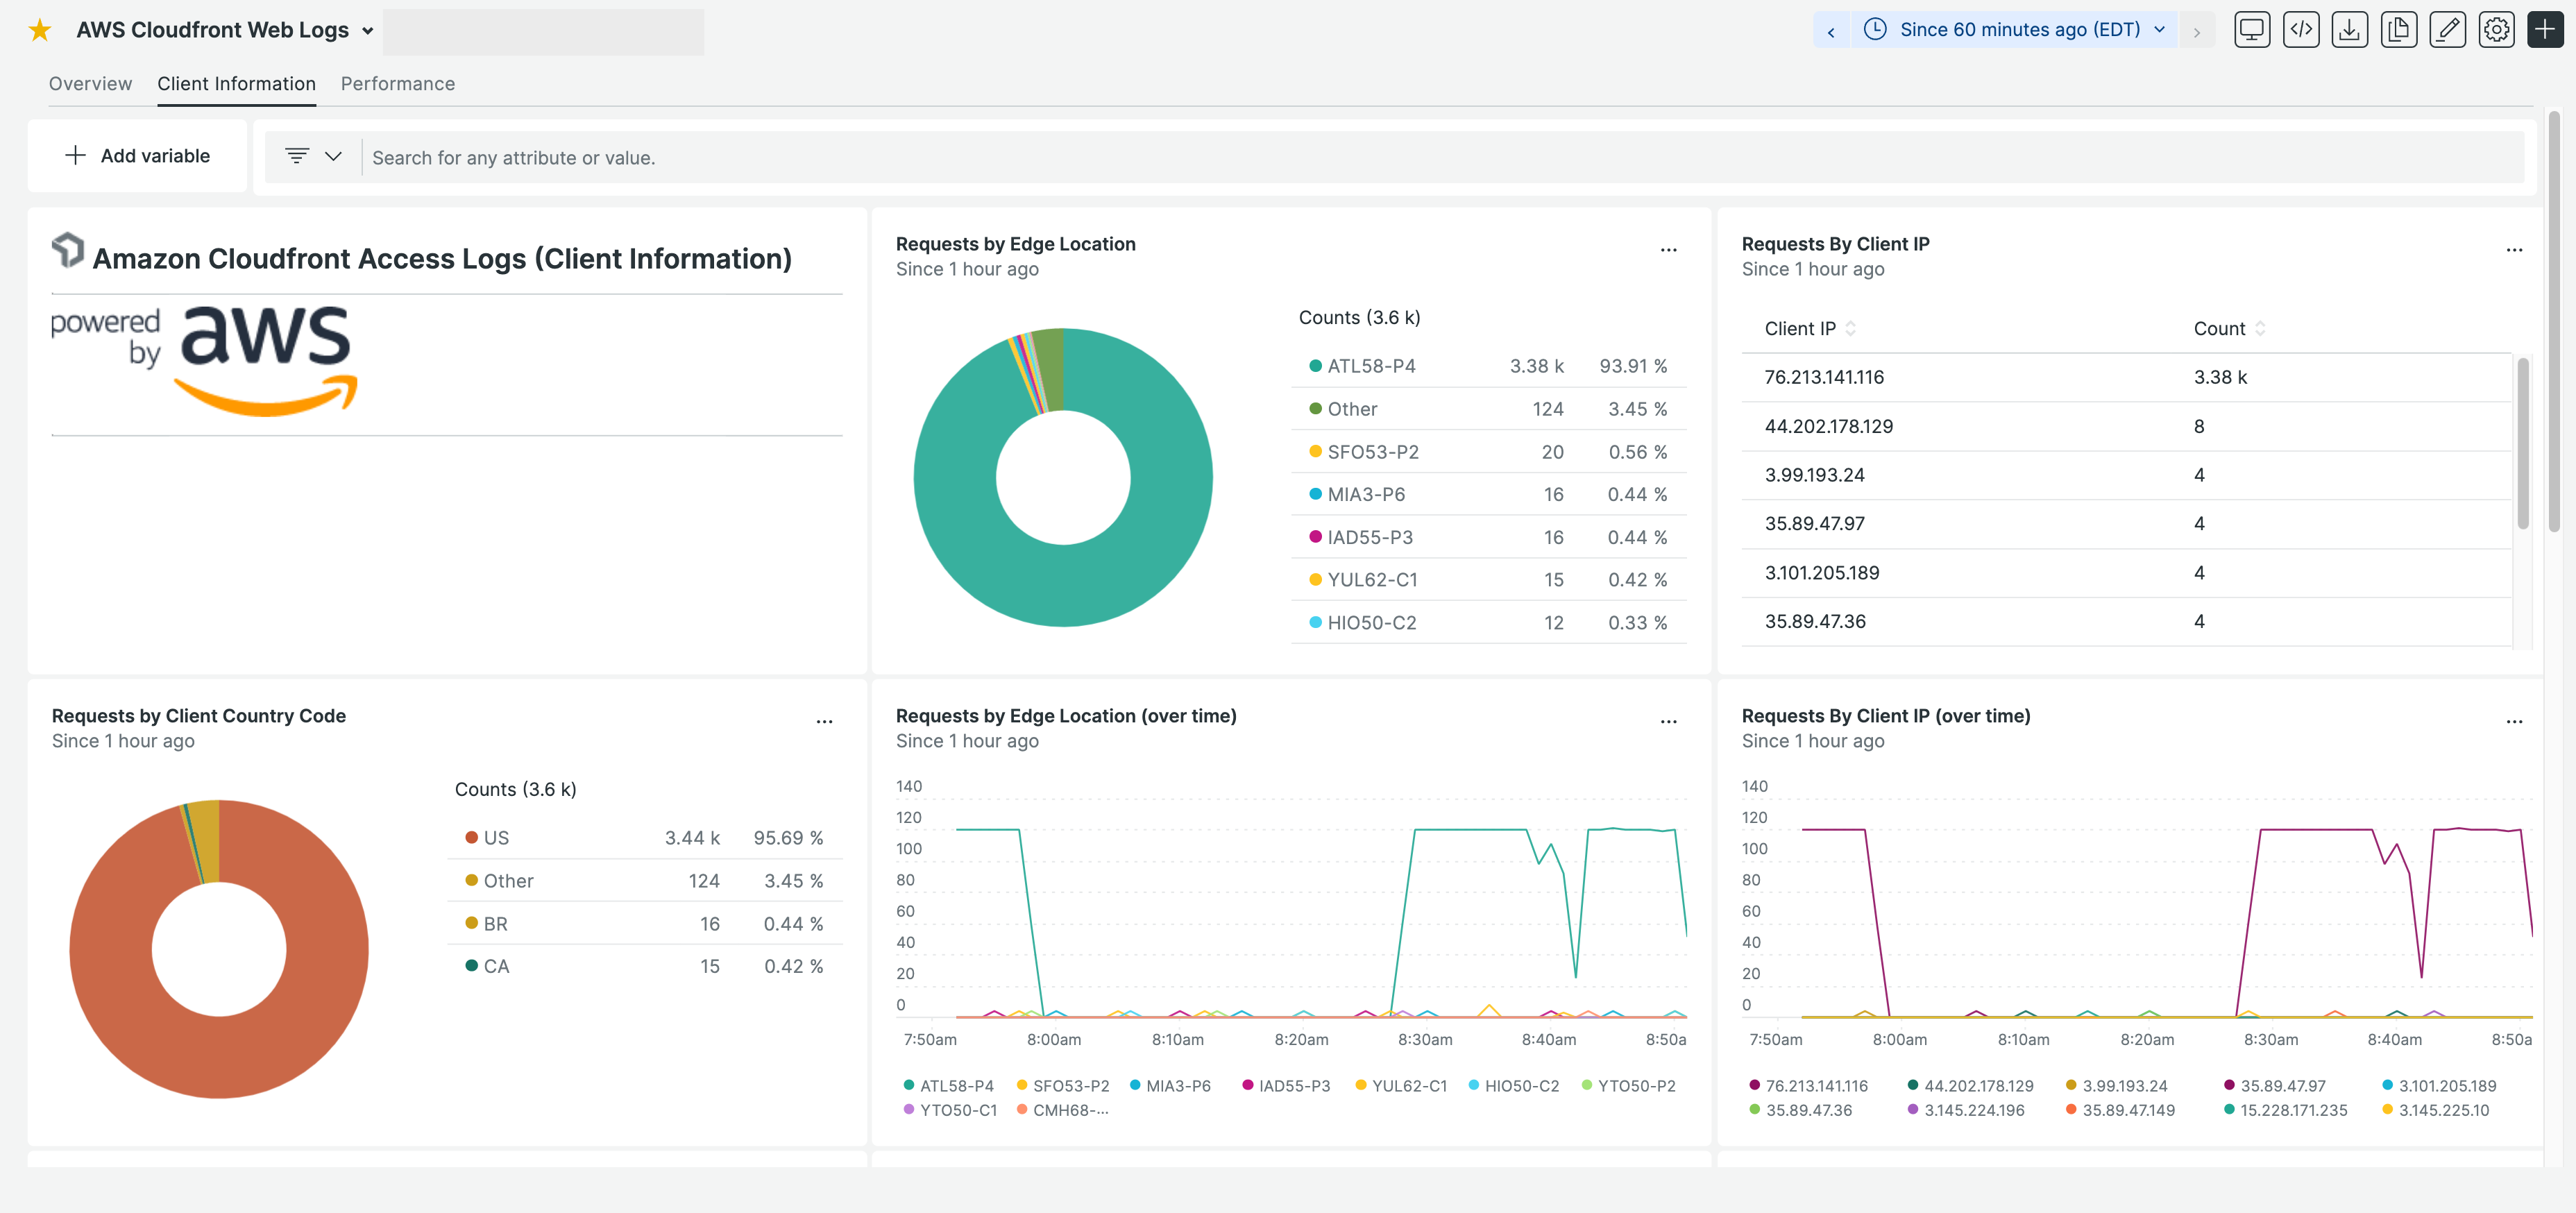 AWS Cloudfront Web Logs
Since 60 minutes ago (EDT)
Overview
Client Information
Performance
Add variable
Search for any attribute or value.
Amazon Cloudfront Access Logs (Client Information)
powered
by
aws
Requests by Edge Location
Since 1 hour ago
Counts (3.6 k)
ATL58-P4 3.38 k 93.91 %
Other 124 3.45 %
SFO53-P2 20 0.56 %
MIA3-P6 16 0.44 %
IAD55-P3 16 0.44 %
YUL62-C1 15 0.42 %
HIO50-C2 12 0.33 %
Requests By Client IP
Since 1 hour ago
Client IP Count
76.213.141.116 3.38 k
44.202.178.129 8
3.99.193.24 4
35.89.47.97 4
3.101.205.189 4
35.89.47.36 4
Requests by Client Country Code
Since 1 hour ago
Counts (3.6 k)
US 3.44 k 95.69 %
Other 124 3.45 %
BR 16 0.44 %
CA 15 0.42 %
Requests by Edge Location (over time)
Since 1 hour ago
140
120
100
80
60
40
20
0
7:50am 8:00am 8:10am 8:20am 8:30am 8:40am 8:50a
ATL58-P4 SFO53-P2 MIA3-P6 IAD55-P3 YUL62-C1 HIO50-C2 YTO50-P2
YTO50-C1 CMH68-...
Requests By Client IP (over time)
Since 1 hour ago
140
120
100
80
60
40
20
0
7:50am 8:00am 8:10am 8:20am 8:30am 8:40am 8:50a
76.213.141.116 44.202.178.129 3.99.193.24 35.89.47.97 3.101.205.189
35.89.47.36 3.145.224.196 35.89.47.149 15.228.171.235 3.145.225.10